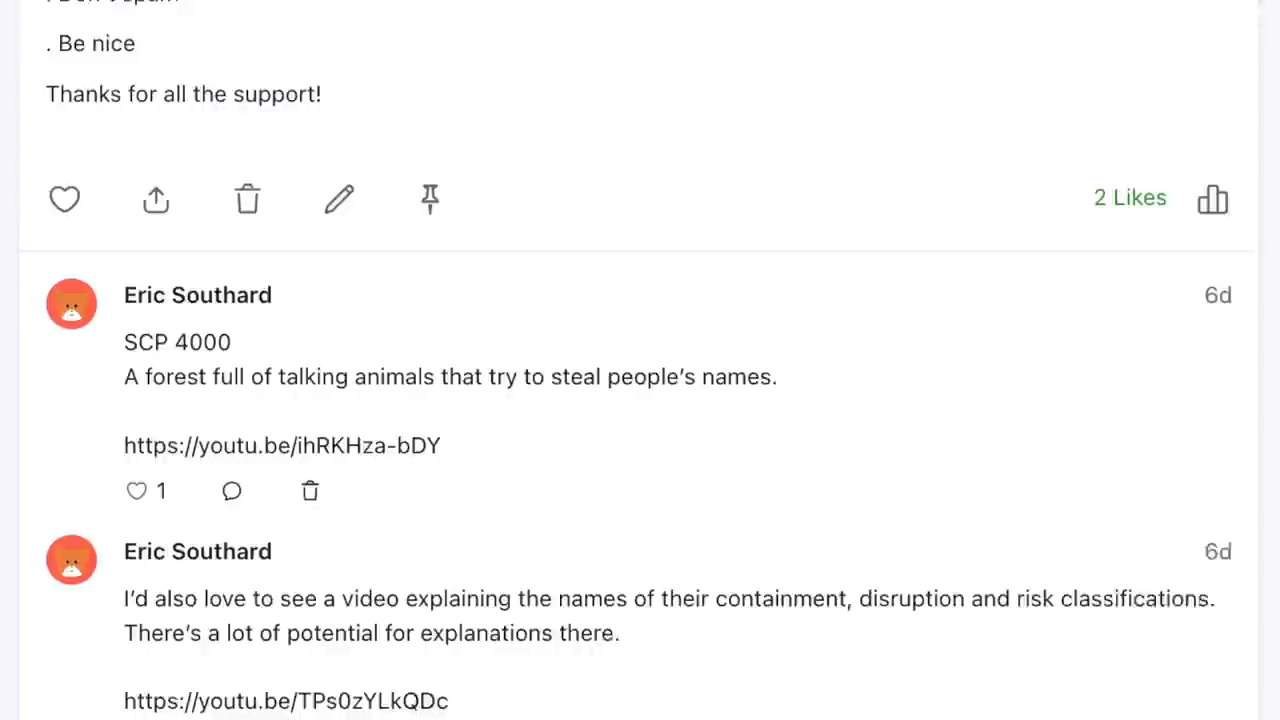 . Be nice
Thanks for all the support!
2 Likes
Eric Southard
6d
SCP 4000
A forest full of talking animals that try to steal people’s names.
https://youtu.be/ihRKHza-bDY
1
Eric Southard
6d
I’d also love to see a video explaining the names of their containment, disruption and risk classifications.
There’s a lot of potential for explanations there.
https://youtu.be/TPs0zYLkQDc